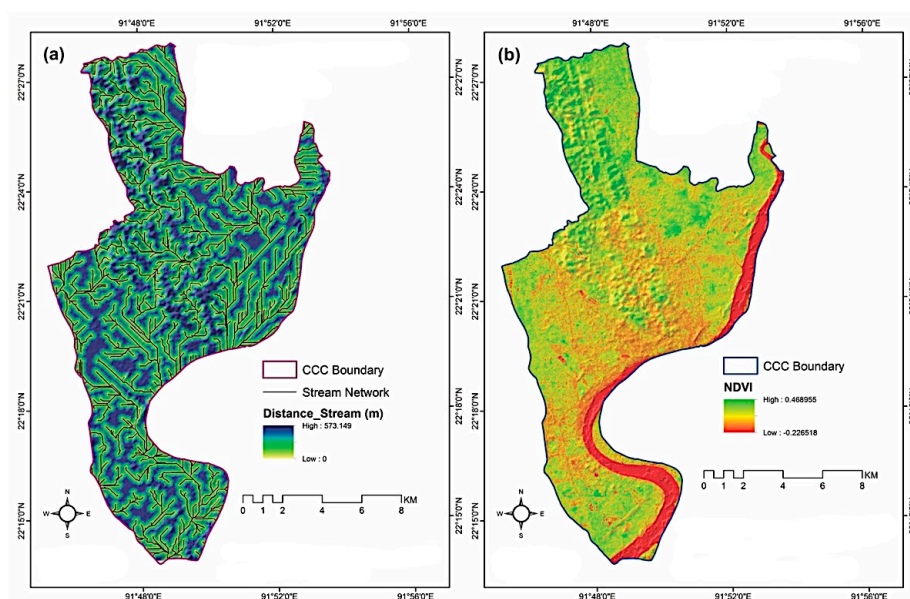 91°48'0"E 91°52'0"E 91°56'0"E
(a)
22°27'0"N
22°24'0"N
22°21'0"N
22°18'0"N
22°15'0"N
CCC Boundary
Stream Network
Distance_Stream (m)
High : 573.149
Low : 0
N
W E
S
0 1 2 4 6 8
KM
91°48'0"E 91°52'0"E 91°56'0"E
91°48'0"E 91°52'0"E 91°56'0"E
(b)
22°27'0"N
22°24'0"N
22°21'0"N
22°18'0"N
22°15'0"N
CCC Boundary
NDVI
High : 0.468955
Low : -0.226518
N
W E
S
0 1 2 4 6 8
KM
91°48'0"E 91°52'0"E 91°56'0"E